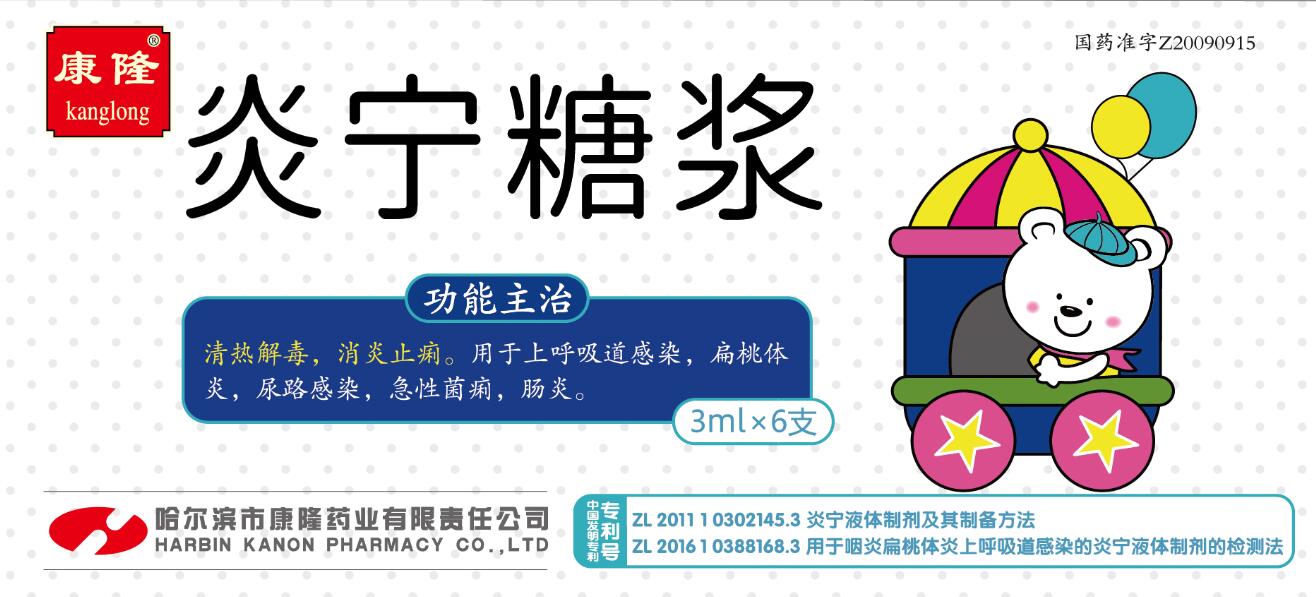 国药准字Z20090915
康隆®
kanglong
炎宁糖浆
功能主治
清热解毒，消炎止痢。用于上呼吸道感染，扁桃体
炎，尿路感染，急性菌痢，肠炎。
3ml×6支
哈尔滨市康隆药业有限责任公司
HARBIN KANON PHARMACY CO.,LTD
中国发明专利
专利号
ZL 2011 1 0302145.3 炎宁液体制剂及其制备方法
ZL 2016 1 0388168.3 用于咽炎扁桃体炎上呼吸道感染的炎宁液体制剂的检测法